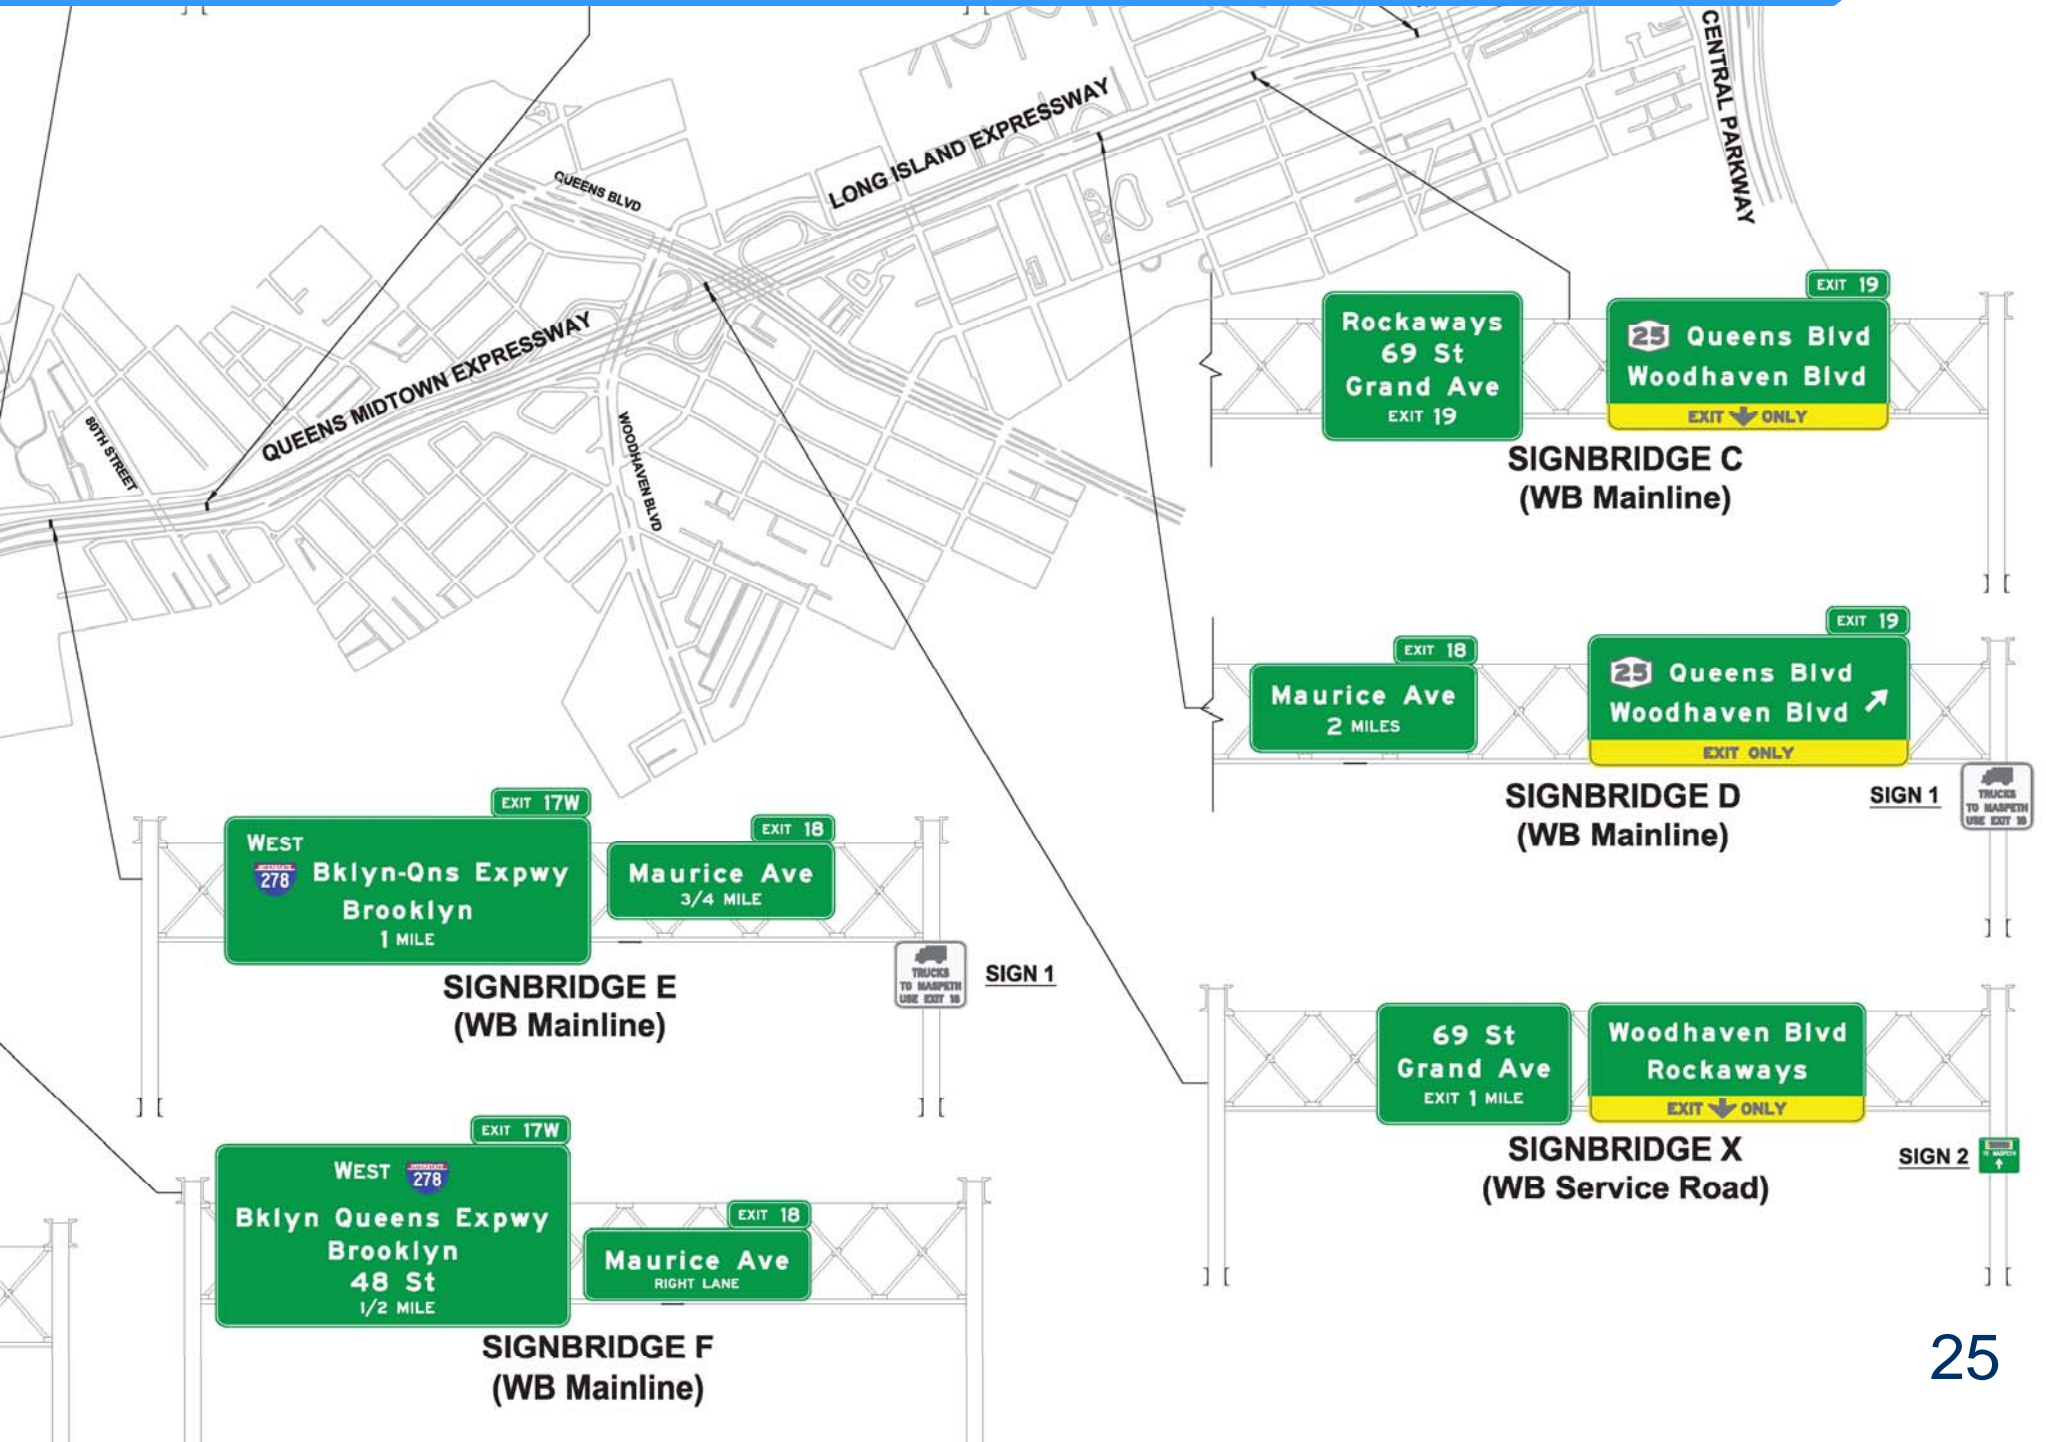 CENTRAL PARKWAY
LONG ISLAND EXPRESSWAY
QUEENS BLVD
QUEENS MIDTOWN EXPRESSWAY
80TH STREET
WOODHAVEN BLVD
EXIT 19
Rockaways
69 St
Grand Ave
EXIT 19
25 Queens Blvd
Woodhaven Blvd
EXIT ONLY
SIGNBRIDGE C
(WB Mainline)
EXIT 18
Maurice Ave
2 MILES
EXIT 19
25 Queens Blvd
Woodhaven Blvd
EXIT ONLY
SIGNBRIDGE D
(WB Mainline)
SIGN 1
TRUCKS
TO MASPETH
USE EXIT 18
EXIT 17W
WEST
INTERSTATE
278 Bklyn-Qns Expwy
Brooklyn
1 MILE
EXIT 18
Maurice Ave
3/4 MILE
SIGNBRIDGE E
(WB Mainline)
TRUCKS
TO MASPETH
USE EXIT 18
SIGN 1
69 St
Grand Ave
EXIT 1 MILE
Woodhaven Blvd
Rockaways
EXIT ONLY
SIGNBRIDGE X
(WB Service Road)
SIGN 2
TO MASPETH
EXIT 17W
WEST INTERSTATE 278
Bklyn Queens Expwy
Brooklyn
48 St
1/2 MILE
EXIT 18
Maurice Ave
RIGHT LANE
SIGNBRIDGE F
(WB Mainline)
25